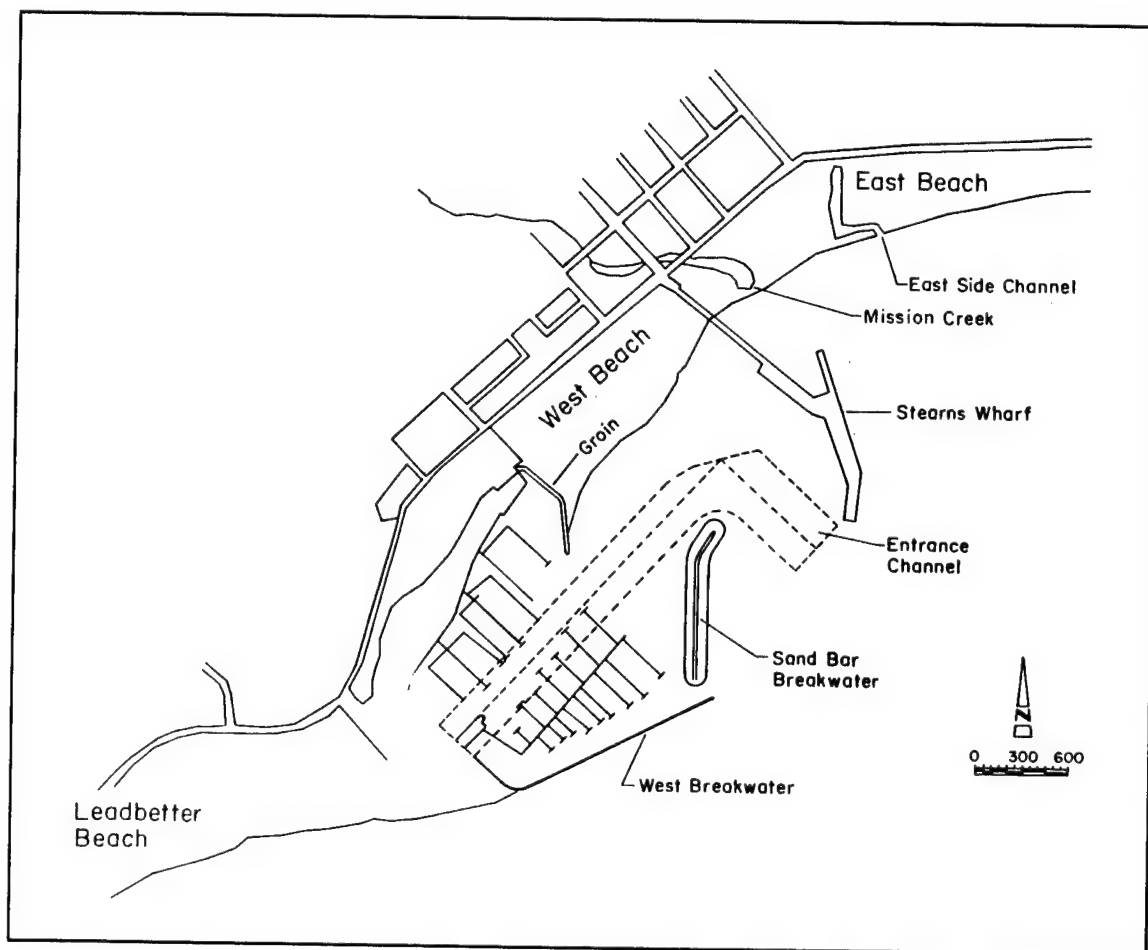 East Beach
East Side Channel
Mission Creek
West Beach
Groin
Stearns Wharf
Entrance
Channel
Sand Bar
Breakwater
N
0 300 600
West Breakwater
Leadbetter
Beach